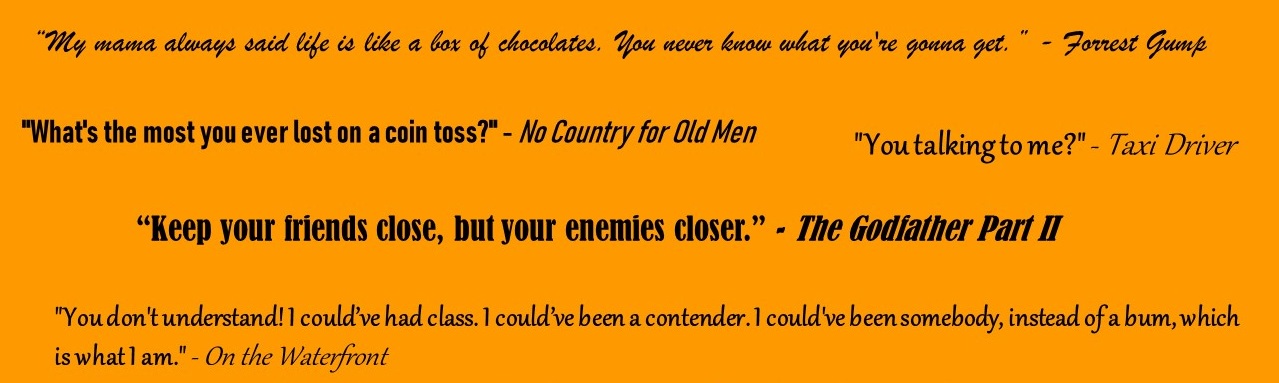 “My mama always said life is like a box of chocolates. You never know what you're gonna get." - Forrest Gump
"What's the most you ever lost on a coin toss?" - No Country for Old Men
"You talking to me?" - Taxi Driver
“Keep your friends close, but your enemies closer.” - The Godfather Part II
"You don't understand! I could’ve had class. I could’ve been a contender. I could've been somebody, instead of a bum, which
is what I am." - On the Waterfront